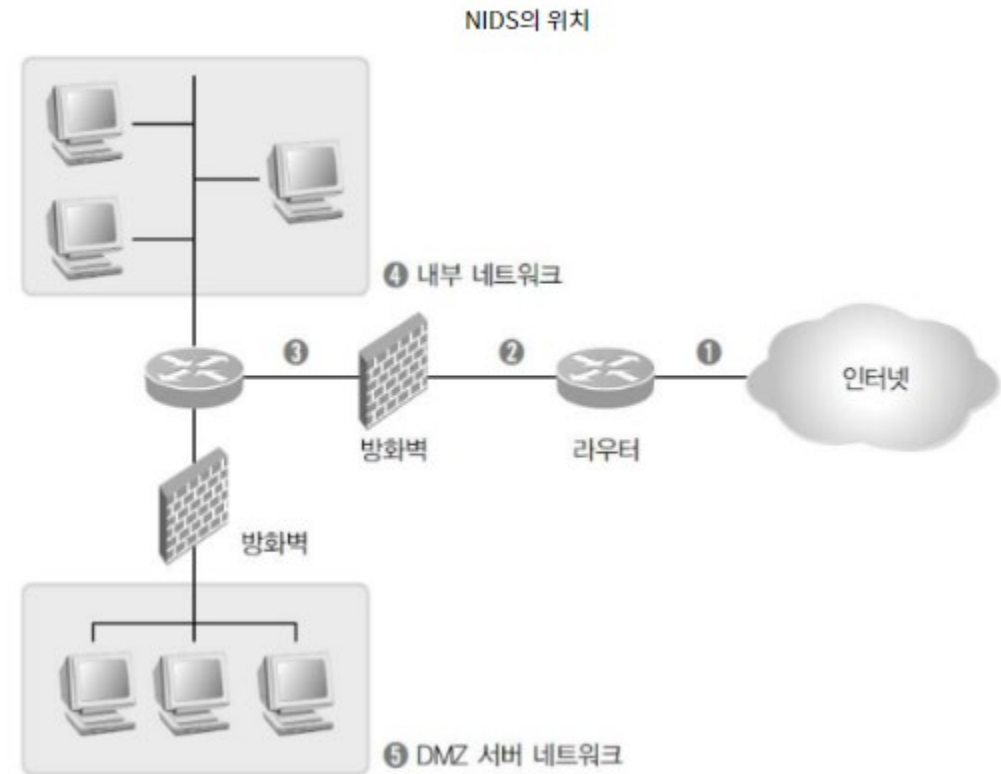 NIDS의 위치
❹ 내부 네트워크
❸
❷
❶
인터넷
방화벽
라우터
방화벽
❺ DMZ 서버 네트워크